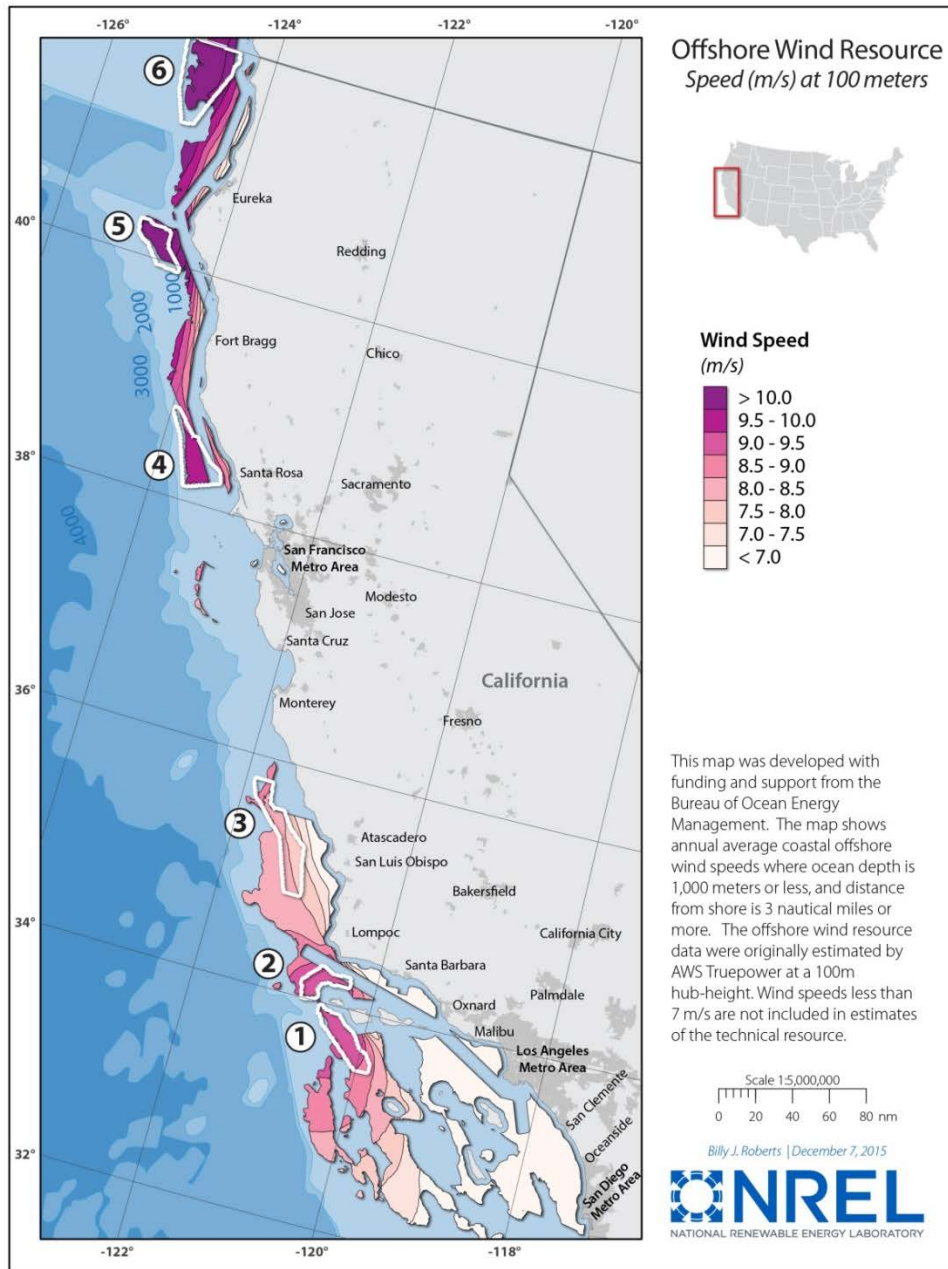 -126°
-124°
-122°
-120°
Offshore Wind Resource
Speed (m/s) at 100 meters
6
Eureka
40°
5
Redding
1000
2000
3000
Fort Bragg
Chico
Wind Speed
(m/s)
> 10.0
9.5 - 10.0
9.0 - 9.5
8.5 - 9.0
8.0 - 8.5
7.5 - 8.0
7.0 - 7.5
< 7.0
38°
4
Santa Rosa
Sacramento
4000
San Francisco
Metro Area
Modesto
San Jose
Santa Cruz
36°
California
Monterey
Fresno
3
Atascadero
San Luis Obispo
Bakersfield
34°
Lompoc
California City
2
Santa Barbara
Palmdale
Oxnard
1
Malibu
Los Angeles
Metro Area
San Clemente
Oceanside
32°
San Diego
Metro Area
-122°
-120°
-118°
This map was developed with
funding and support from the
Bureau of Ocean Energy
Management. The map shows
annual average coastal offshore
wind speeds where ocean depth is
1,000 meters or less, and distance
from shore is 3 nautical miles or
more. The offshore wind resource
data were originally estimated by
AWS Truepower at a 100m
hub-height. Wind speeds less than
7 m/s are not included in estimates
of the technical resource.
Scale 1:5,000,000
0 20 40 60 80 nm
Billy J. Roberts | December 7, 2015
NREL
NATIONAL RENEWABLE ENERGY LABORATORY